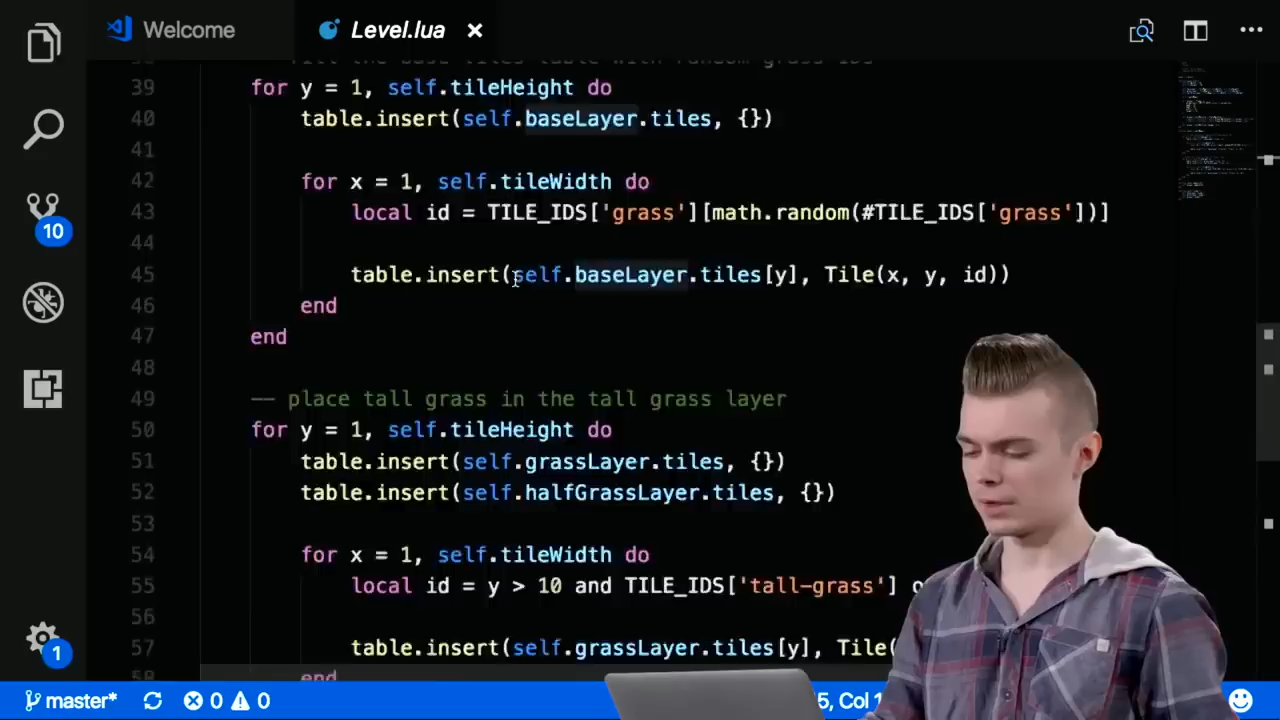 Welcome
Level.lua
39 for y = 1, self.tileHeight do
40 table.insert(self.baseLayer.tiles, {})
41
42 for x = 1, self.tileWidth do
43 local id = TILE_IDS['grass'][math.random(#TILE_IDS['grass'])]
44
45 table.insert(self.baseLayer.tiles[y], Tile(x, y, id))
46 end
47 end
48
49 -- place tall grass in the tall grass layer
50 for y = 1, self.tileHeight do
51 table.insert(self.grassLayer.tiles, {})
52 table.insert(self.halfGrassLayer.tiles, {})
53
54 for x = 1, self.tileWidth do
55 local id = y > 10 and TILE_IDS['tall-grass']
56
57 table.insert(self.grassLayer.tiles[y], Tile(
end
10
1
master* 0 0
5, Col 1